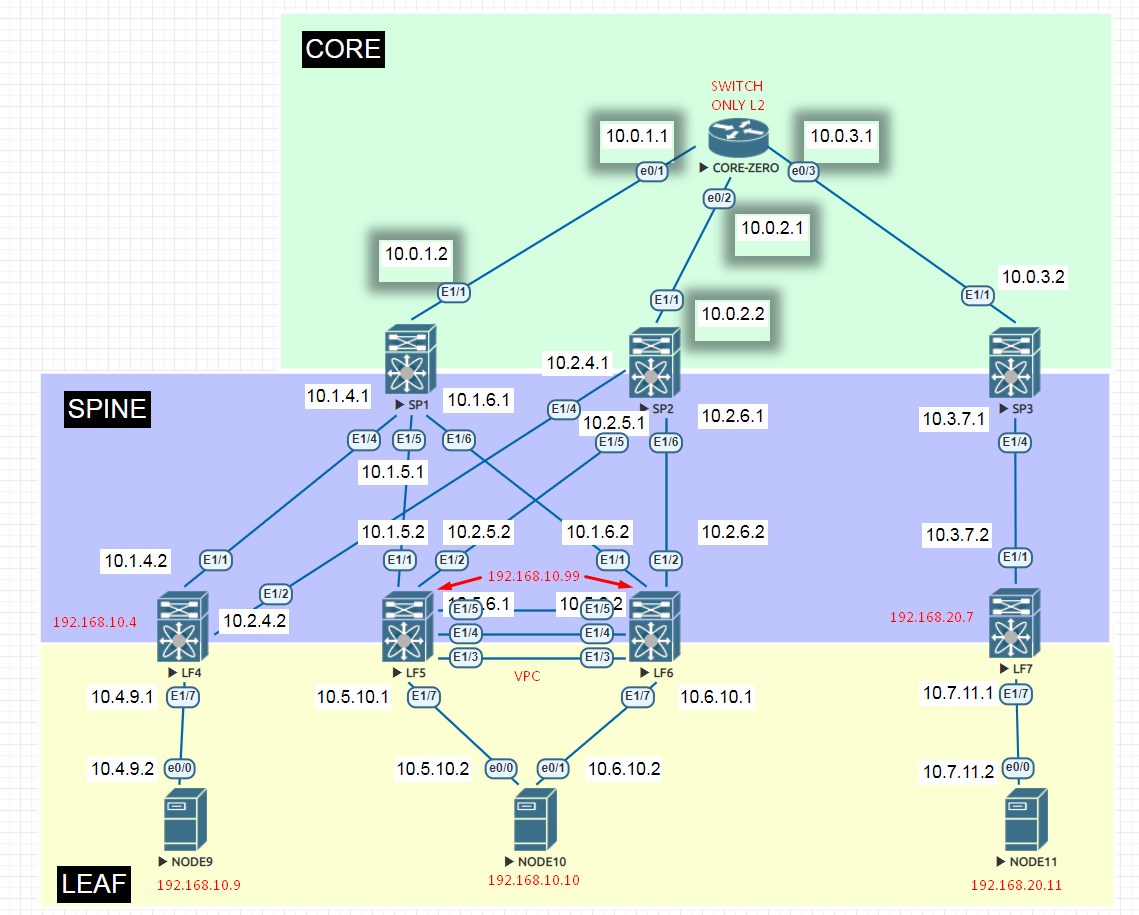 CORE
SWITCH
ONLY L2
10.0.1.1
10.0.3.1
CORE-ZERO
e0/1
e0/3
e0/2
10.0.2.1
10.0.1.2
10.0.3.2
E1/1
E1/1
E1/1
10.0.2.2
10.2.4.1
SPINE
10.1.4.1
SP1
10.1.6.1
SP2
SP3
E1/4
10.2.5.1
10.2.6.1
10.3.7.1
E1/4
E1/5
E1/6
E1/5
E1/6
E1/4
10.1.5.1
10.1.5.2
10.2.5.2
10.1.6.2
10.2.6.2
10.3.7.2
10.1.4.2
E1/1
E1/1
E1/2
E1/1
E1/2
E1/1
192.168.10.99
E1/2
E1/5
6.1
E1/5
2
192.168.10.4
10.2.4.2
192.168.20.7
E1/4
E1/4
E1/3
E1/3
LF4
LF5
VPC
LF6
LF7
10.4.9.1
E1/7
10.5.10.1
E1/7
E1/7
10.6.10.1
10.7.11.1
E1/7
10.4.9.2
e0/0
10.5.10.2
e0/0
e0/1
10.6.10.2
10.7.11.2
e0/0
NODE9
NODE10
NODE11
LEAF
192.168.10.9
192.168.10.10
192.168.20.11